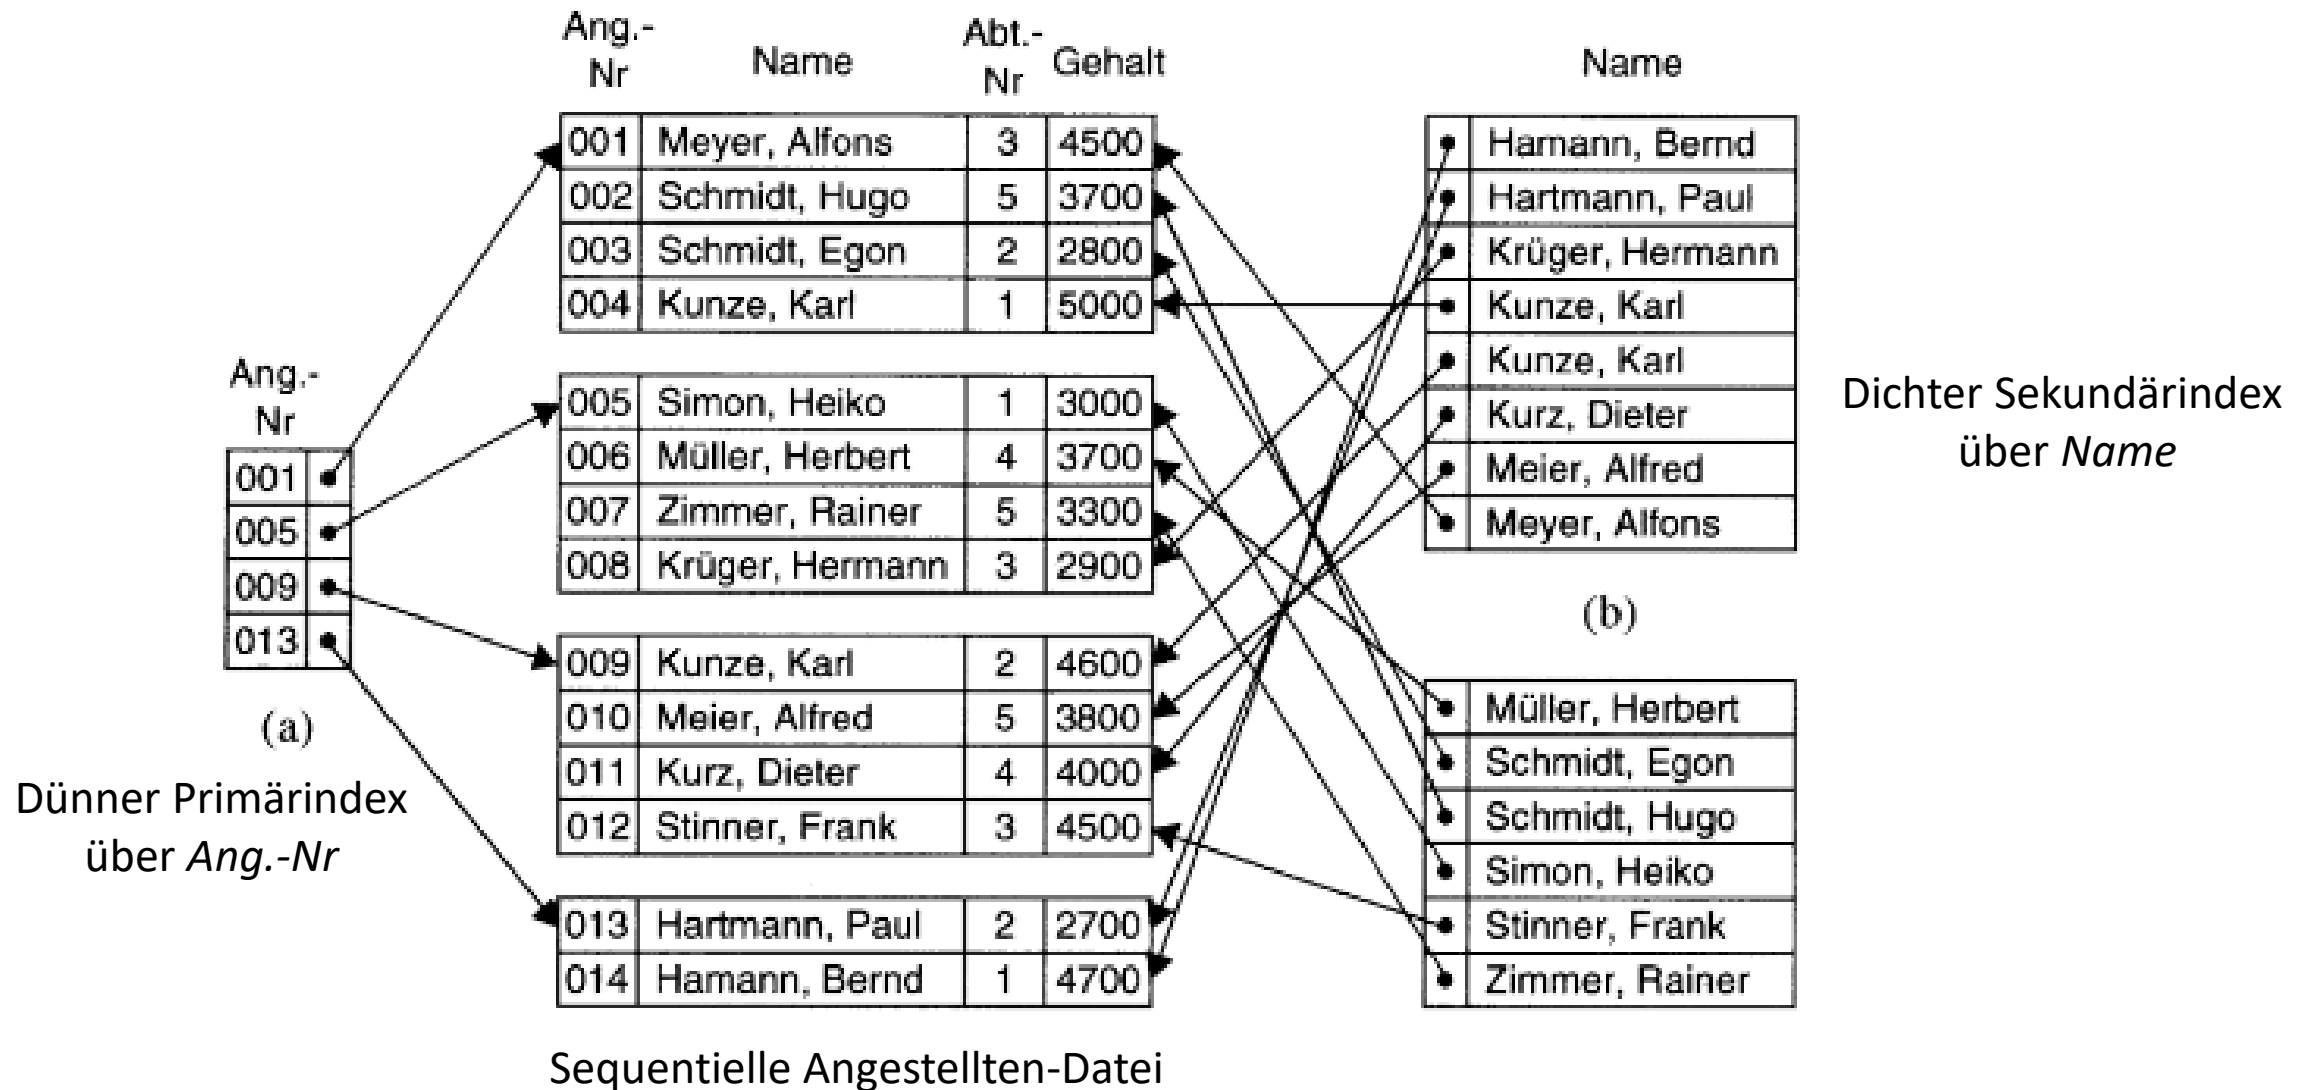 Ang.-
Nr
001
005
009
013
(a)
Dünner Primärindex
über Ang.-Nr
Ang.-
Nr Name Abt.-
Nr Gehalt
001 Meyer, Alfons 3 4500
002 Schmidt, Hugo 5 3700
003 Schmidt, Egon 2 2800
004 Kunze, Karl 1 5000
005 Simon, Heiko 1 3000
006 Müller, Herbert 4 3700
007 Zimmer, Rainer 5 3300
008 Krüger, Hermann 3 2900
009 Kunze, Karl 2 4600
010 Meier, Alfred 5 3800
011 Kurz, Dieter 4 4000
012 Stinner, Frank 3 4500
013 Hartmann, Paul 2 2700
014 Hamann, Bernd 1 4700
Sequentielle Angestellten-Datei
Name
Hamann, Bernd
Hartmann, Paul
Krüger, Hermann
Kunze, Karl
Kunze, Karl
Kurz, Dieter
Meier, Alfred
Meyer, Alfons
(b)
Müller, Herbert
Schmidt, Egon
Schmidt, Hugo
Simon, Heiko
Stinner, Frank
Zimmer, Rainer
Dichter Sekundärindex
über Name